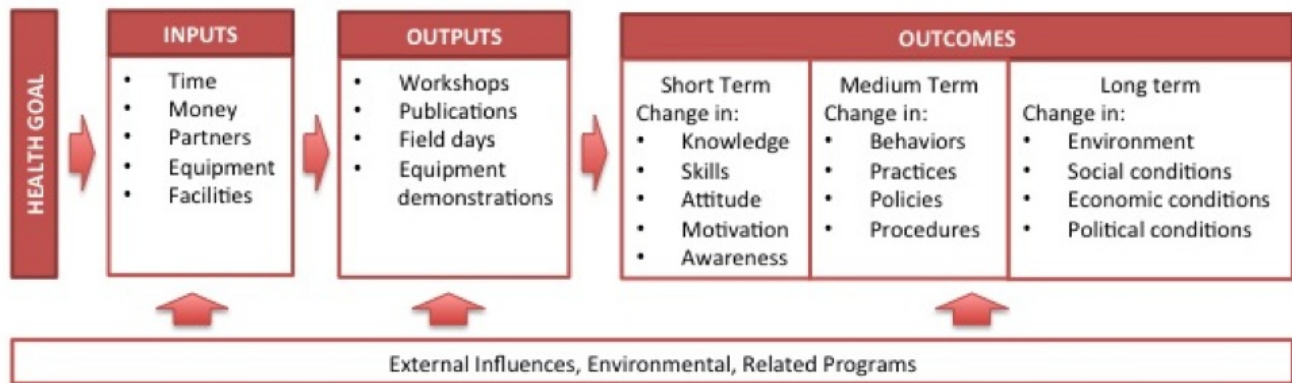 HEALTH GOAL
INPUTS
• Time
• Money
• Partners
• Equipment
• Facilities
OUTPUTS
• Workshops
• Publications
• Field days
• Equipment
demonstrations
OUTCOMES
Short Term
Change in:
• Knowledge
• Skills
• Attitude
• Motivation
• Awareness
Medium Term
Change in:
• Behaviors
• Practices
• Policies
• Procedures
Long term
Change in:
• Environment
• Social conditions
• Economic conditions
• Political conditions
External Influences, Environmental, Related Programs